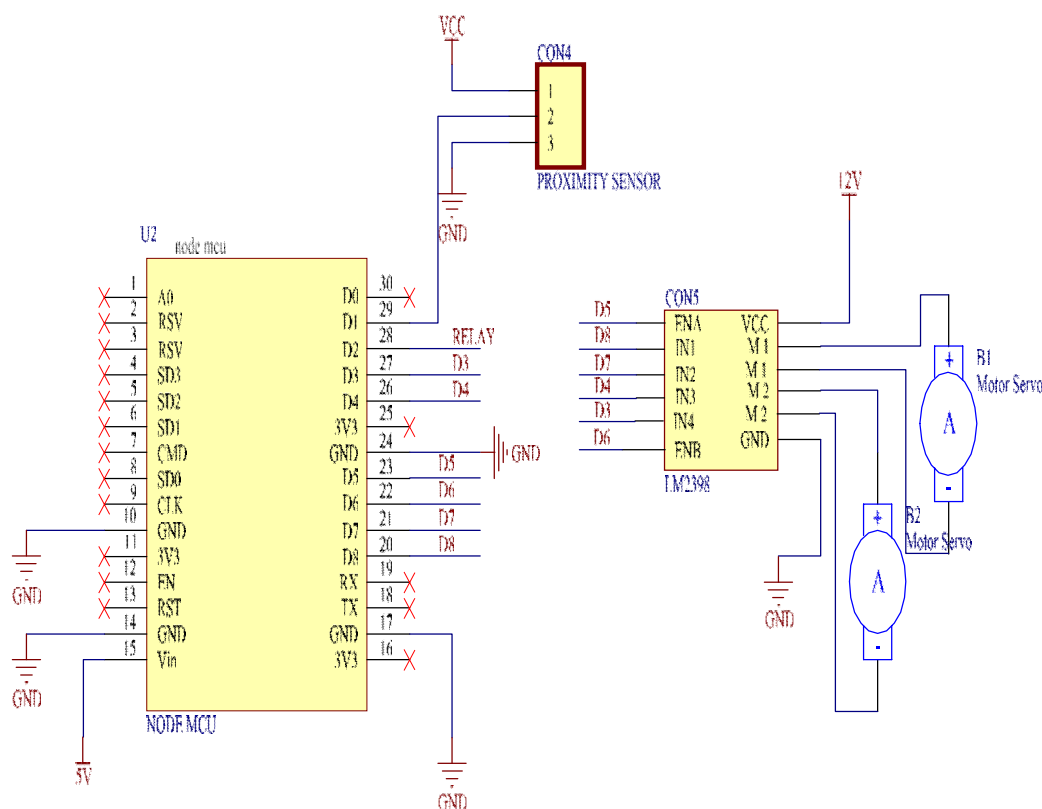 VCC
CON4
1
2
3
PROXIMITY SENSOR
GND
12V
U2
node mcu
1 A0 D0 30
2 RSV D1 29
3 RSV D2 28 RELAY
4 SD3 D3 27 D3
5 SD2 D4 26 D4
6 SD1 3V3 25
7 CMD GND 24 GND
8 SD0 D5 23 D5
9 CLK D6 22 D6
10 GND D7 21 D7
11 3V3 D8 20 D8
12 EN RX 19
13 RST TX 18
14 GND GND 17
15 Vin 3V3 16
GND
GND
NODE MCU
5V
GND
CON5
D5 ENA VCC
D8 IN1 M1
D7 IN2 M1
D4 IN3 M2
D3 IN4 M2
D6 ENB GND
LM2398
GND
B1
Motor Servo
+
A
-
B2
Motor Servo
+
A
-